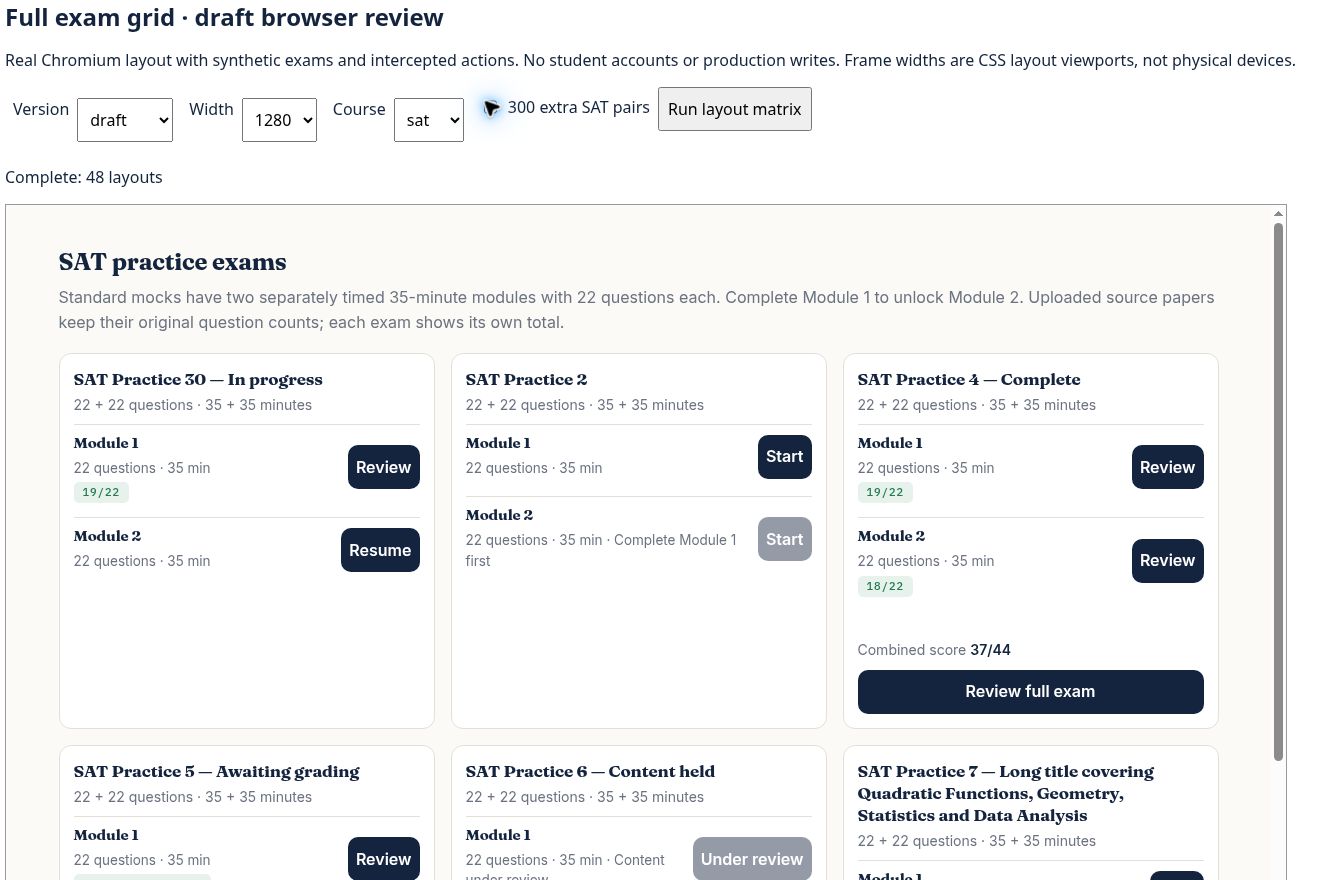 Full exam grid · draft browser review
Real Chromium layout with synthetic exams and intercepted actions. No student accounts or production writes. Frame widths are CSS layout viewports, not physical devices.
Version draft Width 1280 Course sat 300 extra SAT pairs Run layout matrix
Complete: 48 layouts
SAT practice exams
Standard mocks have two separately timed 35-minute modules with 22 questions each. Complete Module 1 to unlock Module 2. Uploaded source papers
keep their original question counts; each exam shows its own total.
SAT Practice 30 — In progress
22 + 22 questions · 35 + 35 minutes
Module 1
22 questions · 35 min
19/22
Review
Module 2
22 questions · 35 min
Resume
SAT Practice 2
22 + 22 questions · 35 + 35 minutes
Module 1
22 questions · 35 min
Start
Module 2
22 questions · 35 min · Complete Module 1
first
Start
SAT Practice 4 — Complete
22 + 22 questions · 35 + 35 minutes
Module 1
22 questions · 35 min
19/22
Review
Module 2
22 questions · 35 min
18/22
Review
Combined score 37/44
Review full exam
SAT Practice 5 — Awaiting grading
22 + 22 questions · 35 + 35 minutes
Module 1
22 questions · 35 min
Review
SAT Practice 6 — Content held
22 + 22 questions · 35 + 35 minutes
Module 1
22 questions · 35 min · Content
under review
Under review
SAT Practice 7 — Long title covering
Quadratic Functions, Geometry,
Statistics and Data Analysis
22 + 22 questions · 35 + 35 minutes
Module 1